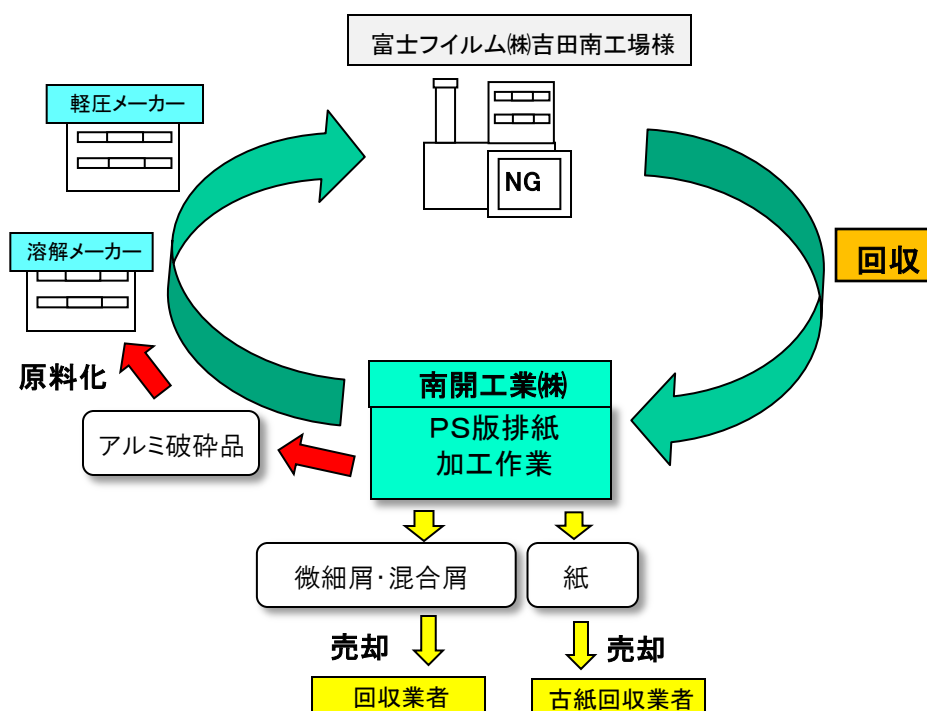 富士フイルム㈱吉田南工場様
軽圧メーカー
NG
溶解メーカー
回収
原料化
南開工業㈱
PS版排紙
加工作業
アルミ破砕品
微細屑・混合屑
紙
売却
売却
回収業者
古紙回収業者